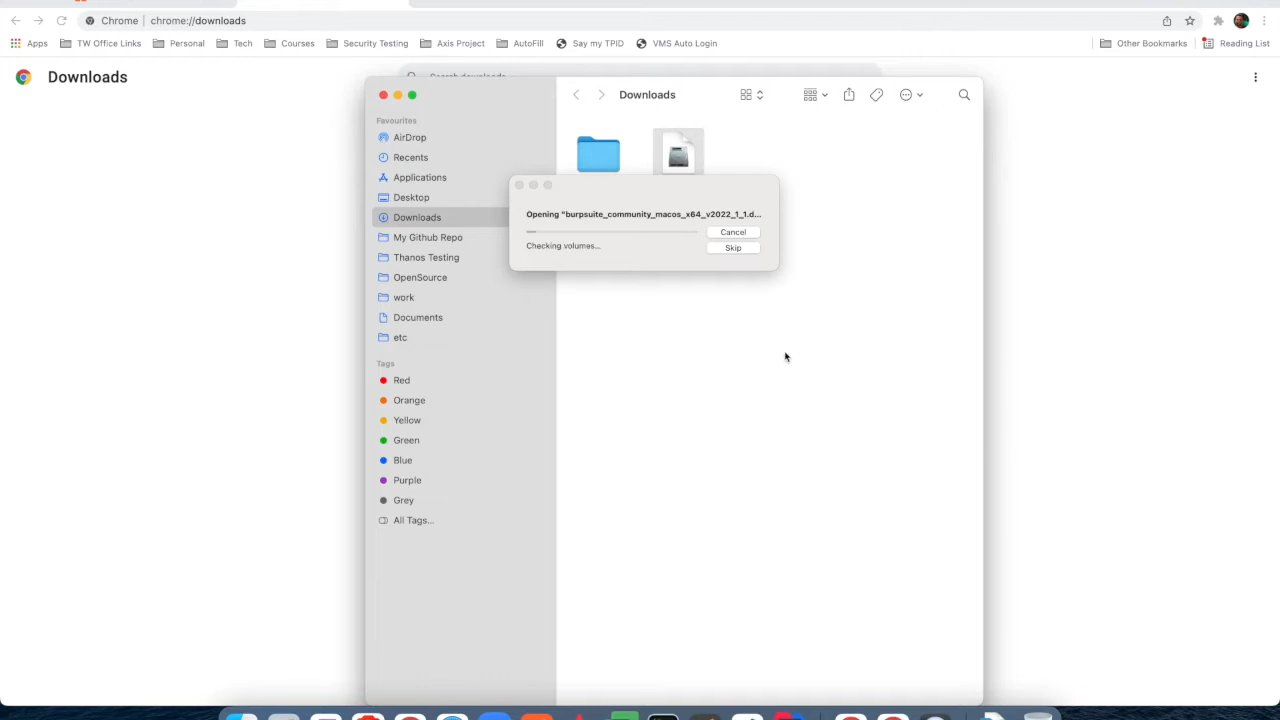 Chrome chrome://downloads
Apps TW Office Links Personal Tech Courses Security Testing Axis Project AutoFill Say my TPID VMS Auto Login Other Bookmarks Reading List
Downloads
Search downloads
Downloads
Favourites
AirDrop
Recents
Applications
Desktop
Downloads
My Github Repo
Thanos Testing
OpenSource
work
Documents
etc
Tags
Red
Orange
Yellow
Green
Blue
Purple
Grey
All Tags...
Opening "burpsuite_community_macos_x64_v2022_1_1.d...
Cancel
Checking volumes...
Skip